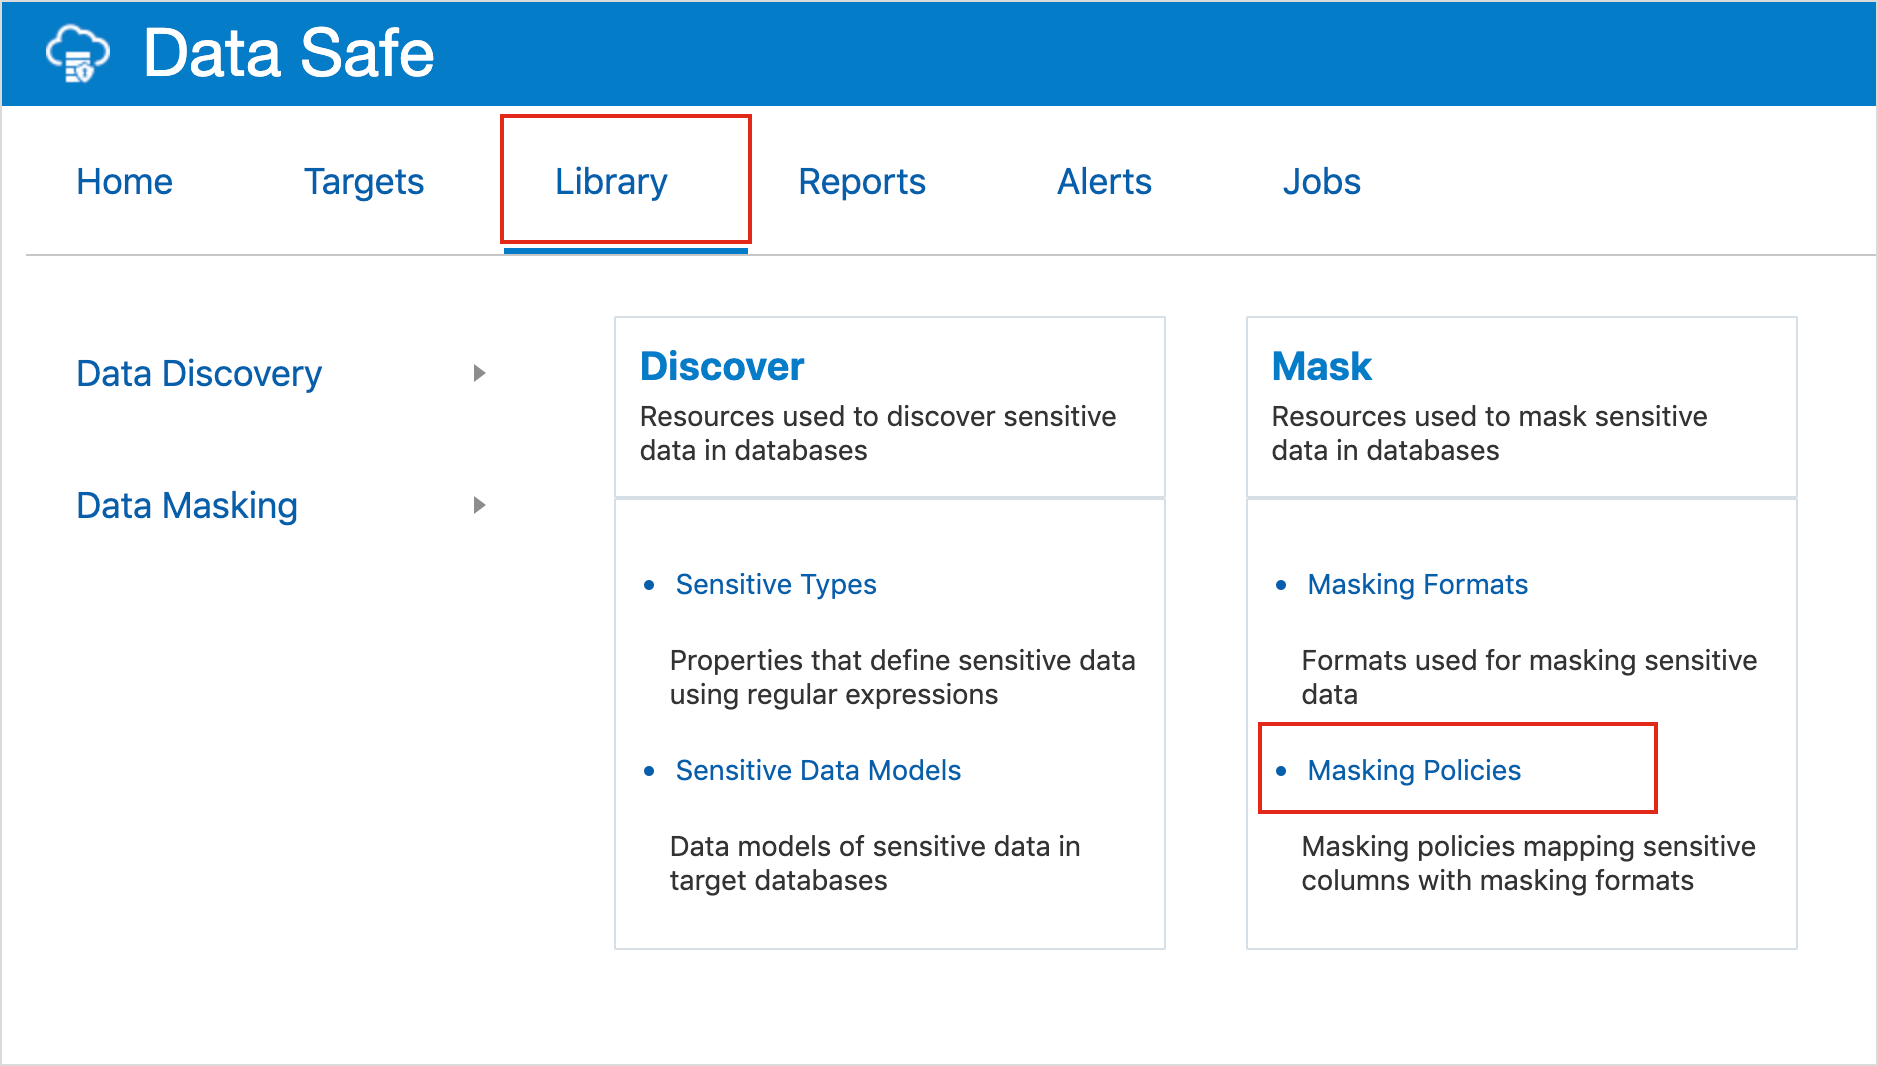 Data Safe
Home
Targets
Library
Reports
Alerts
Jobs
Data Discovery
Data Masking
Discover
Resources used to discover sensitive
data in databases
• Sensitive Types
Properties that define sensitive data
using regular expressions
• Sensitive Data Models
Data models of sensitive data in
target databases
Mask
Resources used to mask sensitive
data in databases
• Masking Formats
Formats used for masking sensitive
data
• Masking Policies
Masking policies mapping sensitive
columns with masking formats